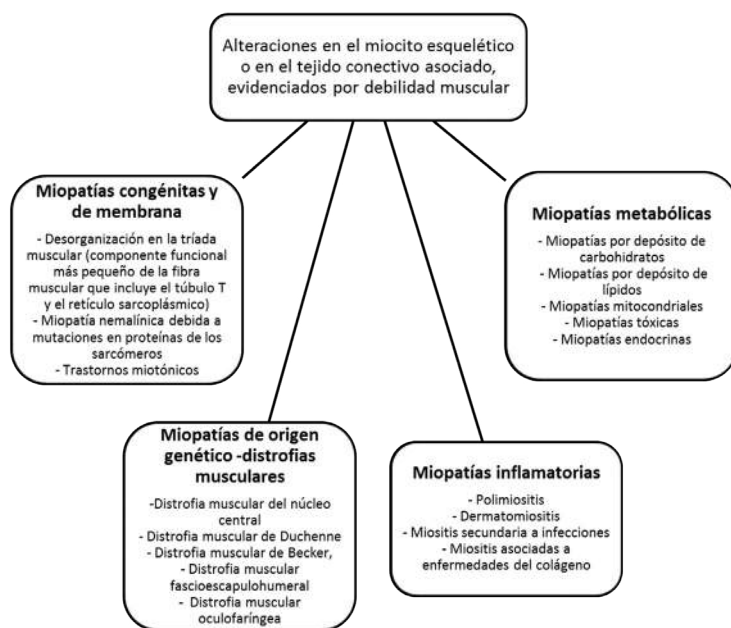 Alteraciones en el miocito esquelético
o en el tejido conectivo asociado,
evidenciados por debilidad muscular
Miopatías congénitas y
de membrana
- Desorganización en la tríada
muscular (componente funcional
más pequeño de la fibra
muscular que incluye el túbulo T
y el retículo sarcoplásmico)
- Miopatía nemalínica debida a
mutaciones en proteínas de los
sarcómeros
- Trastornos miotónicos
Miopatías metabólicas
- Miopatías por depósito de
carbohidratos
- Miopatías por depósito de
lípidos
- Miopatías mitocondriales
- Miopatías tóxicas
- Miopatías endocrinas
Miopatías de origen
genético -distrofias
musculares
-Distrofia muscular del núcleo
central
- Distrofia muscular de Duchenne
- Distrofia muscular de Becker,
- Distrofia muscular
fascioescapulohumeral
- Distrofia muscular
oculofaríngea
Miopatías inflamatorias
- Polimiositis
- Dermatomiositis
- Miositis secundaria a infecciones
- Miositis asociadas a
enfermedades del colágeno